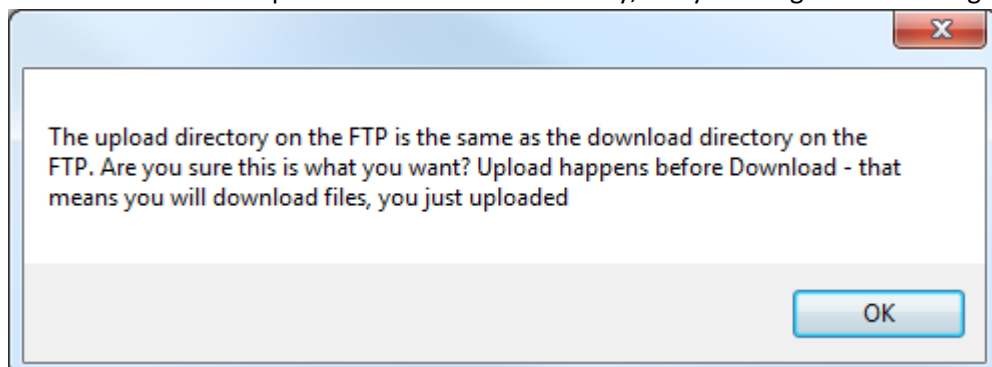 The upload directory on the FTP is the same as the download directory on the
FTP. Are you sure this is what you want? Upload happens before Download - that
means you will download files, you just uploaded
OK